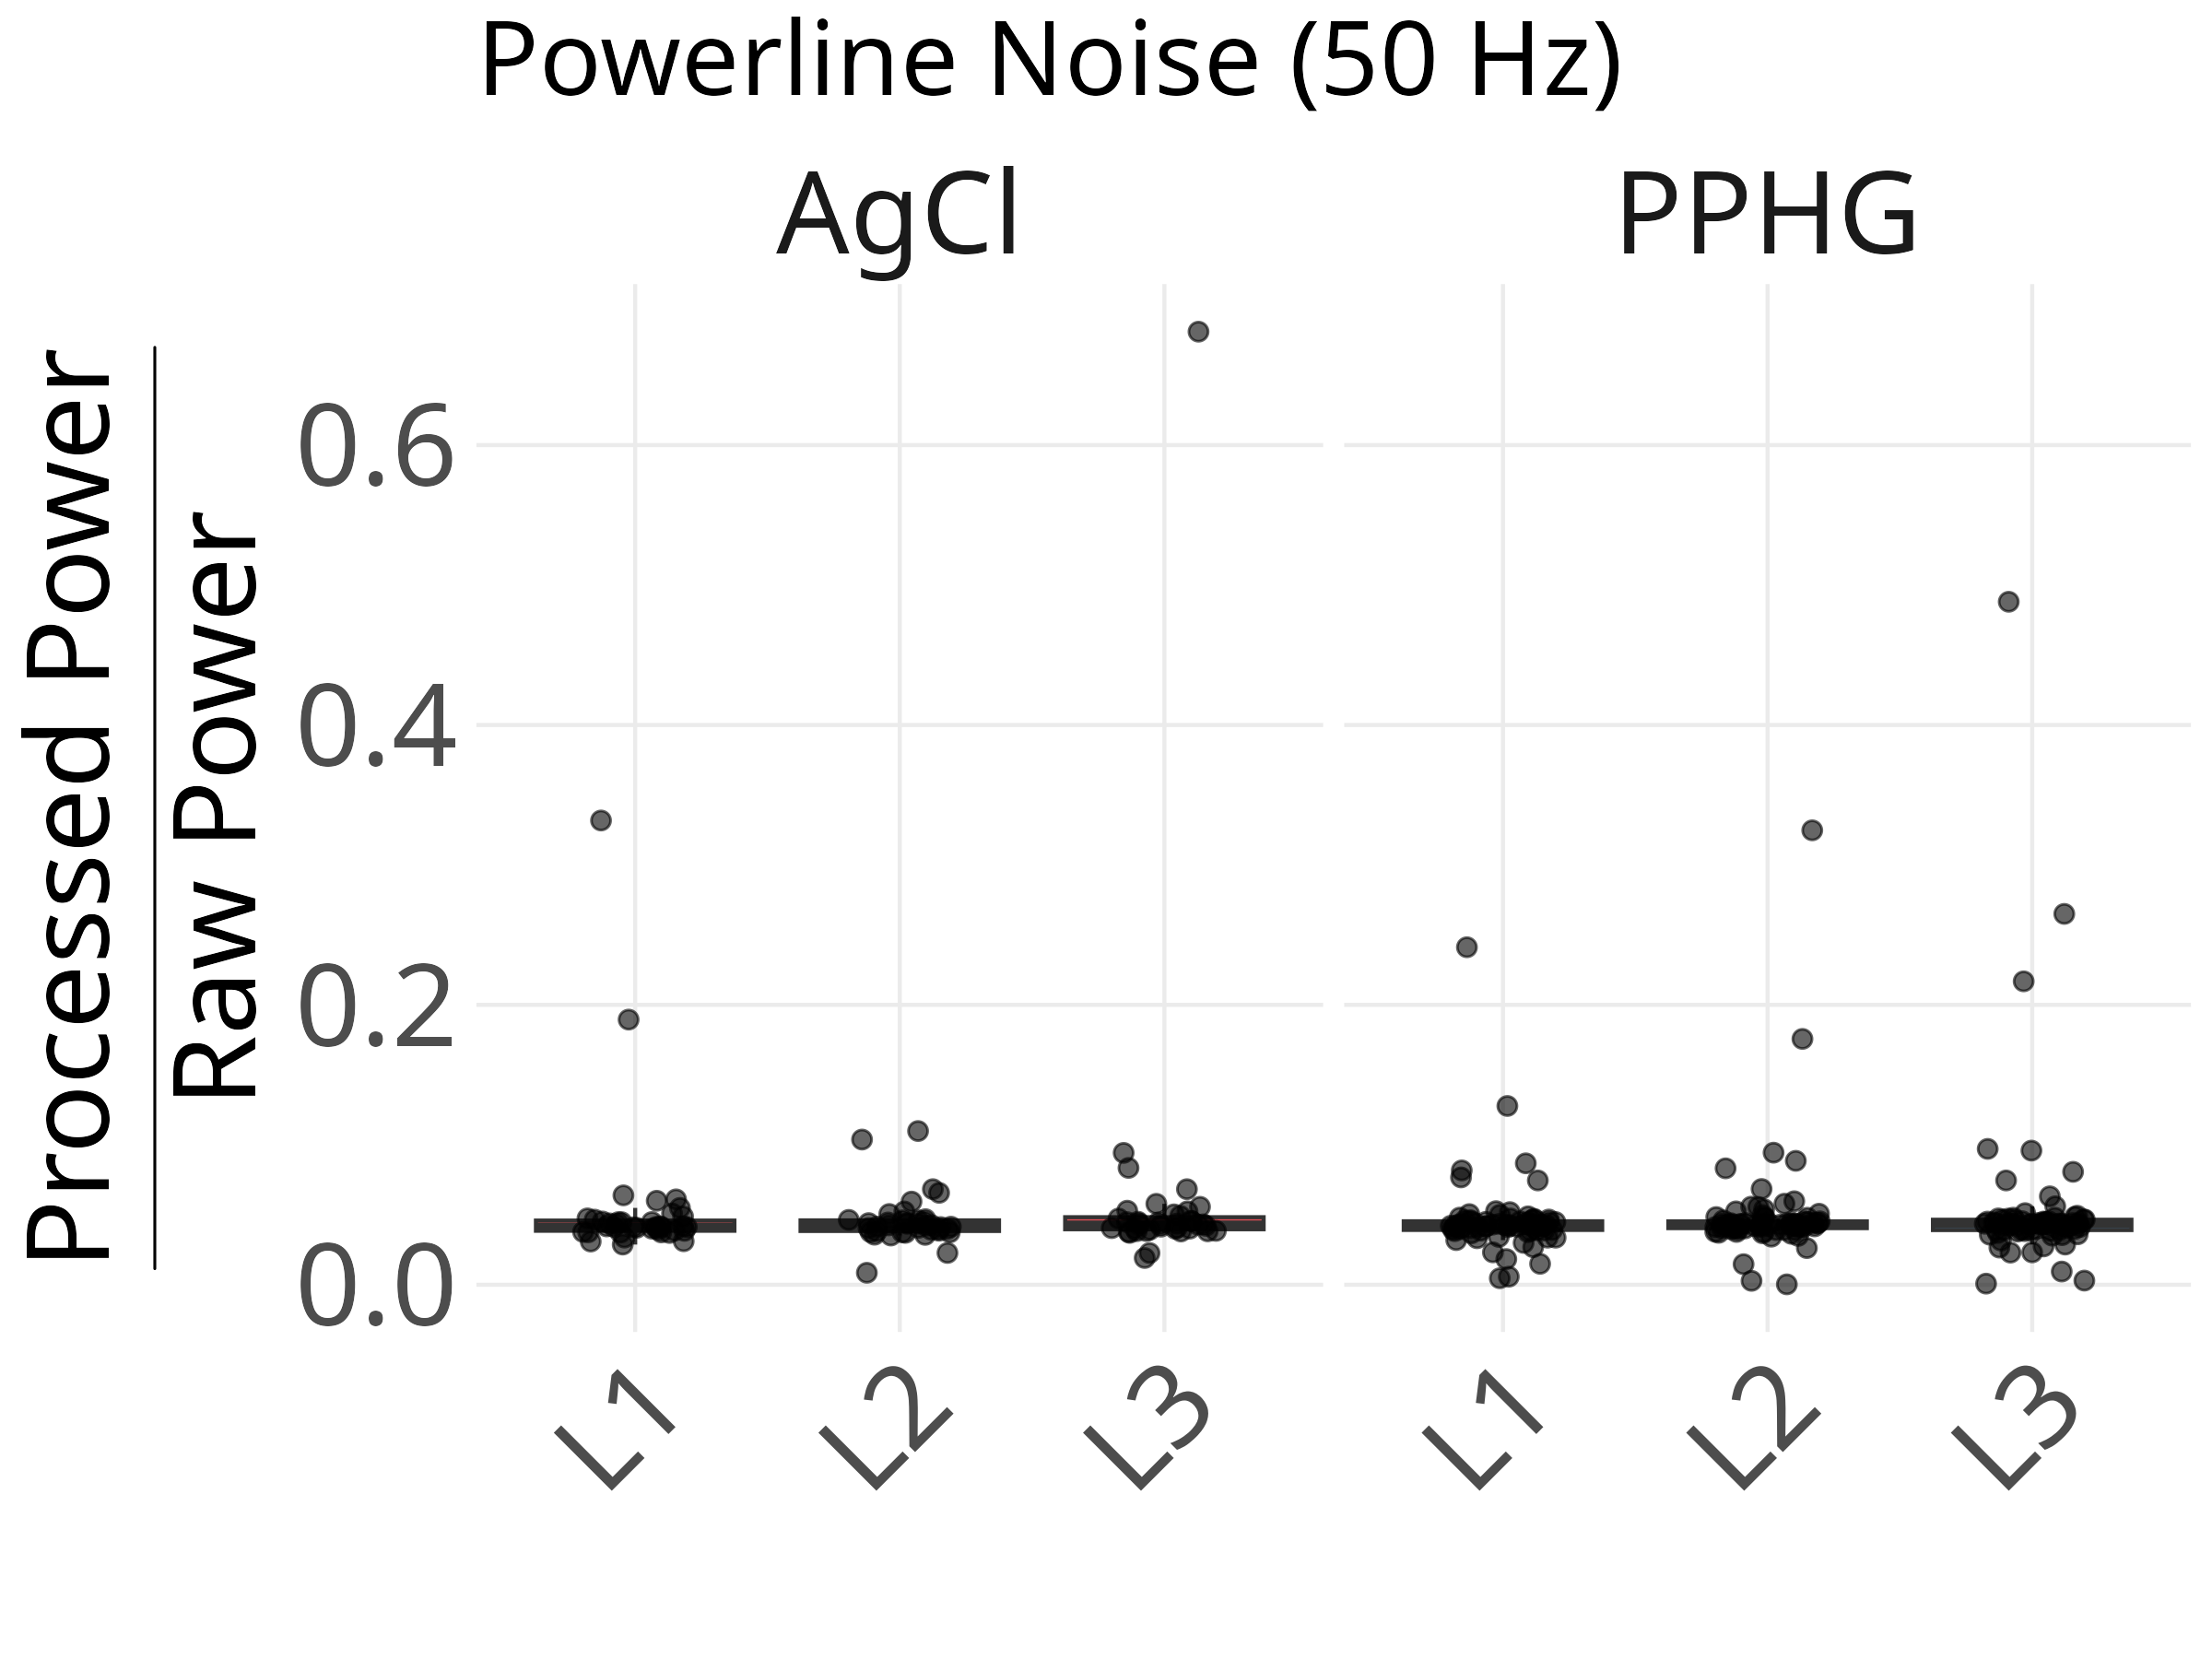 Powerline Noise (50 Hz)
AgCl
PPHG
Processed Power
Raw Power
0.6
0.4
0.2
0.0
L1
L2
L3
L1
L2
L3